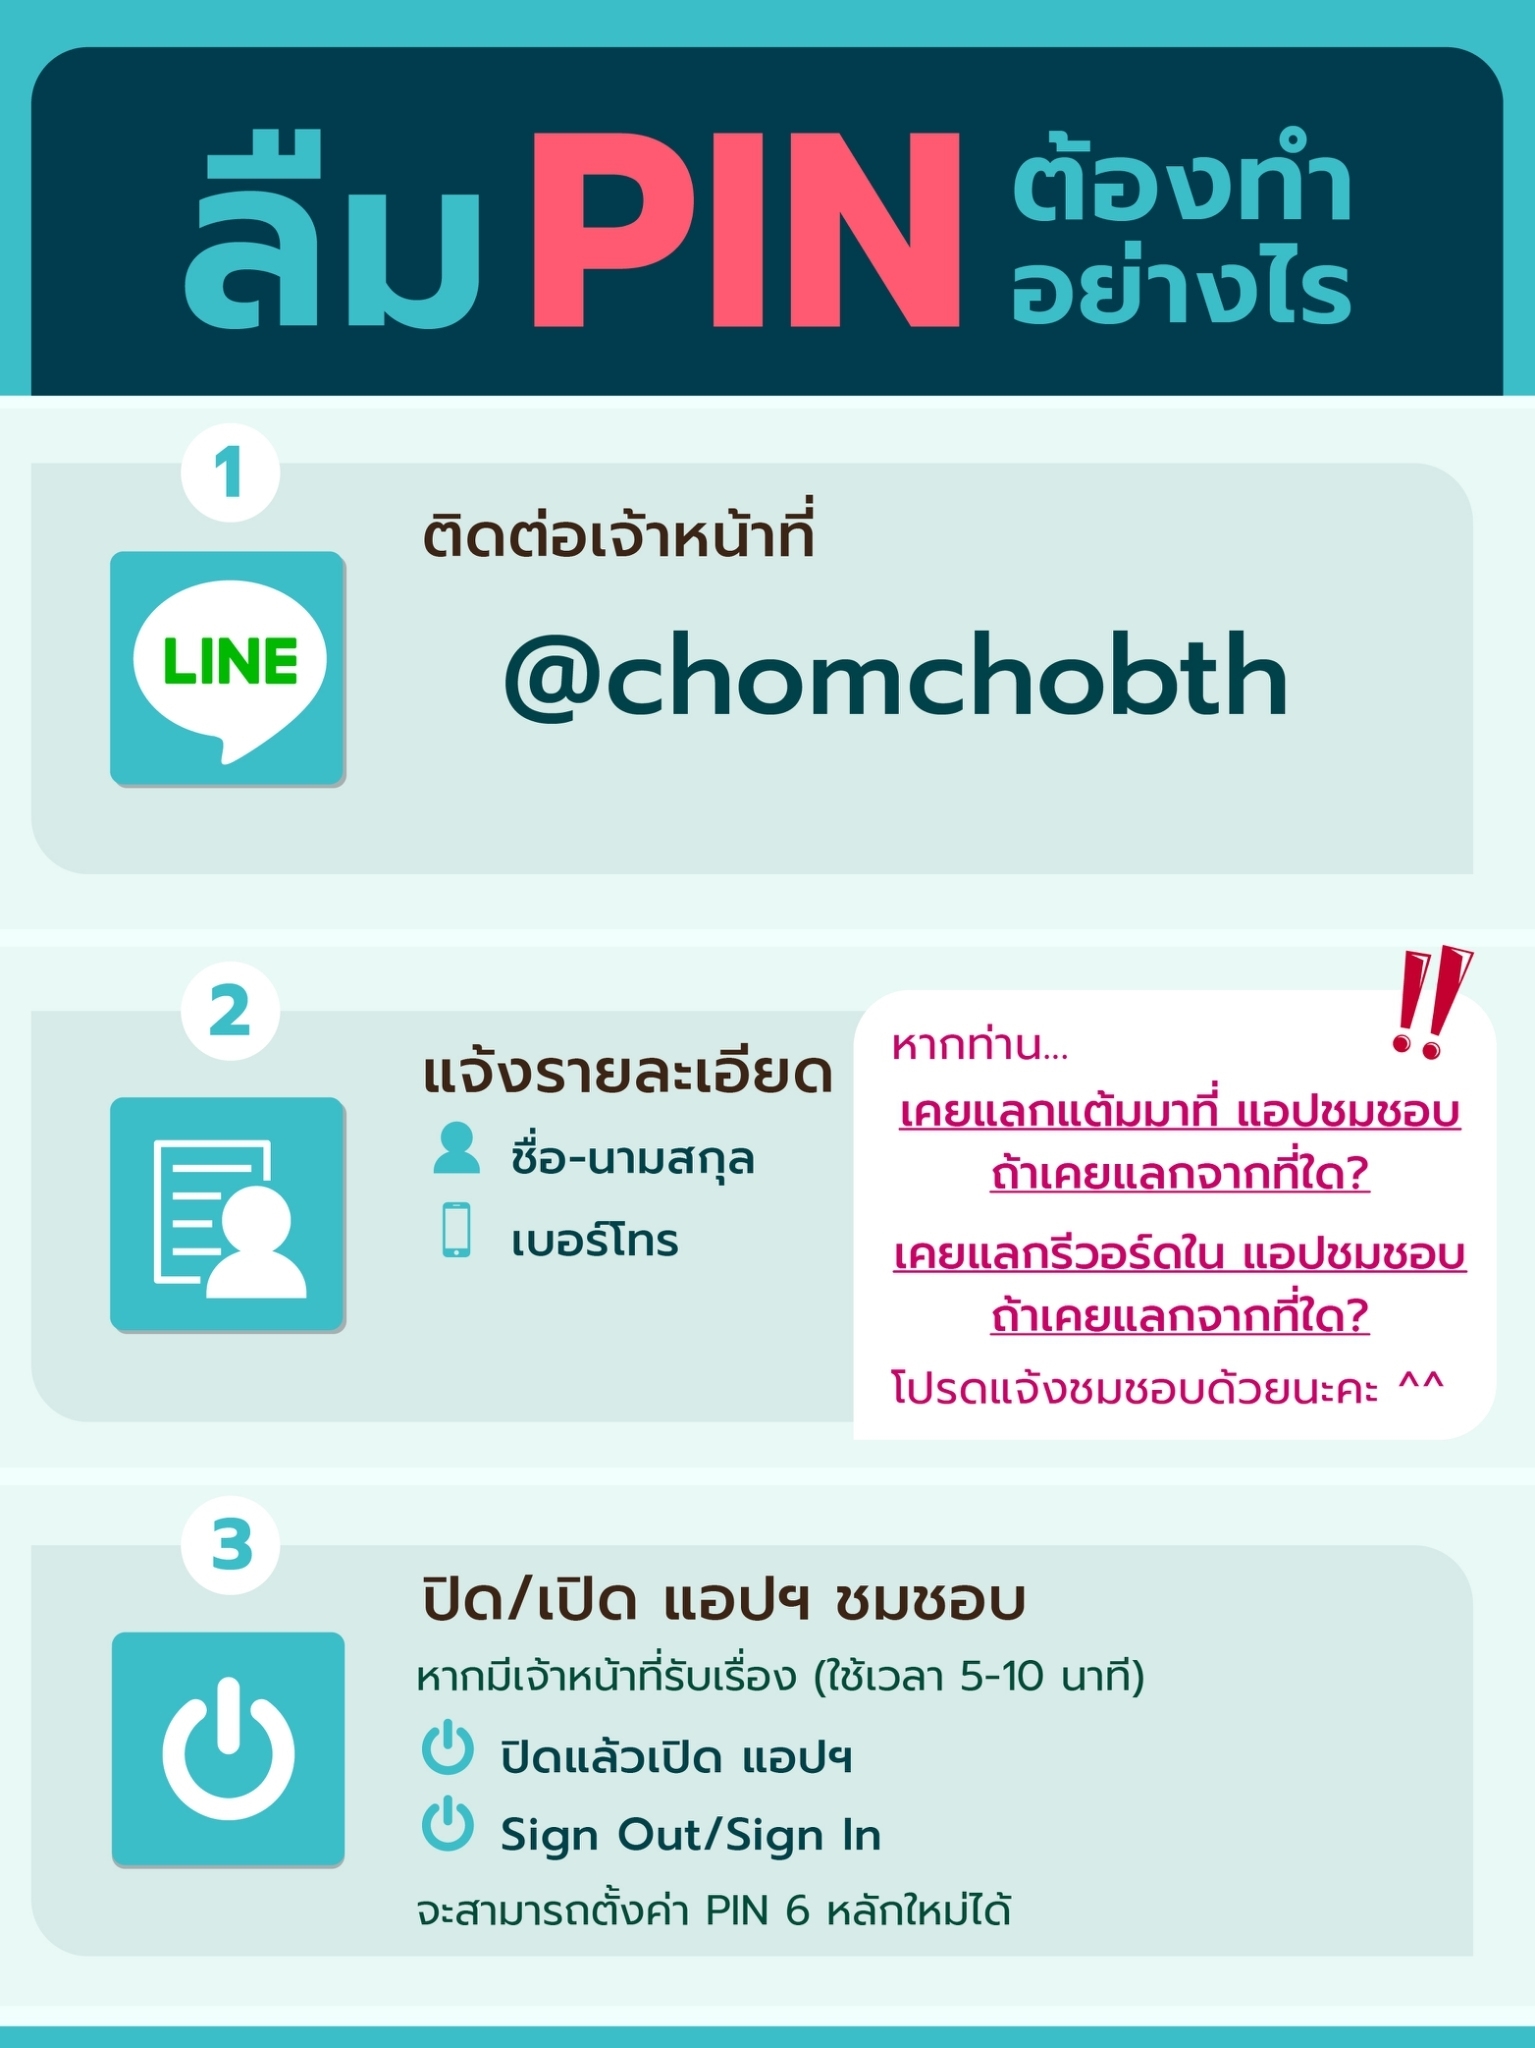 ลืม PIN ต้องทำ
อย่างไร
1
ติดต่อเจ้าหน้าที่
LINE
@chomchobth
2
แจ้งรายละเอียด
ชื่อ-นามสกุล
เบอร์โทร
หากท่าน...
เคยแลกแต้มมาที่ แอปชมชอบ
ถ้าเคยแลกจากที่ใด?
เคยแลกรีวอร์ดใน แอปชมชอบ
ถ้าเคยแลกจากที่ใด?
โปรดแจ้งชมชอบด้วยนะคะ ^^
3
ปิด/เปิด แอปฯ ชมชอบ
หากมีเจ้าหน้าที่รับเรื่อง (ใช้เวลา 5-10 นาที)
ปิดแล้วเปิด แอปฯ
Sign Out/Sign In
จะสามารถตั้งค่า PIN 6 หลักใหม่ได้